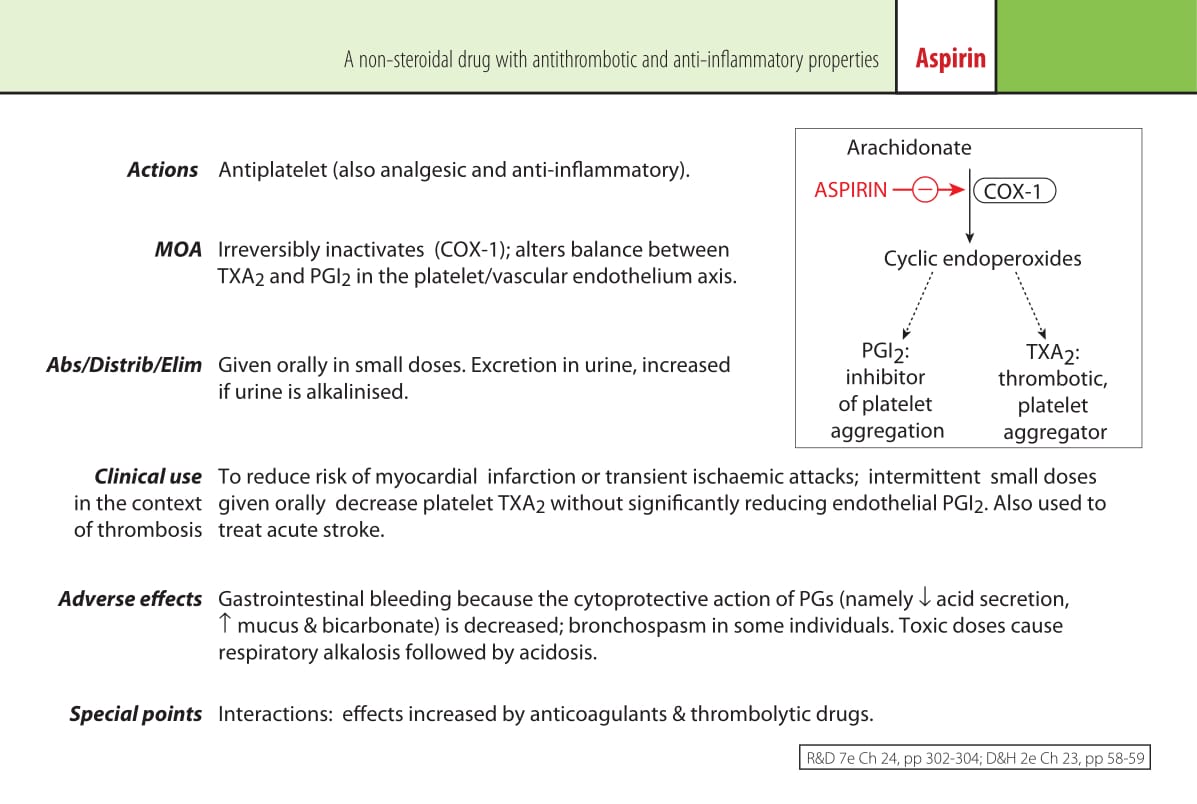 A non-steroidal drug with antithrombotic and anti-inflammatory properties
Aspirin
Actions Antiplatelet (also analgesic and anti-inflammatory).
MOA Irreversibly inactivates (COX-1); alters balance between
TXA2 and PGI2 in the platelet/vascular endothelium axis.
Abs/Distrib/Elim Given orally in small doses. Excretion in urine, increased
if urine is alkalinised.
Arachidonate
ASPIRIN − COX-1
Cyclic endoperoxides
PGI2: TXA2:
inhibitor thrombotic,
of platelet platelet
aggregation aggregator
Clinical use To reduce risk of myocardial infarction or transient ischaemic attacks; intermittent small doses
in the context given orally decrease platelet TXA2 without significantly reducing endothelial PGI2. Also used to
of thrombosis treat acute stroke.
Adverse effects Gastrointestinal bleeding because the cytoprotective action of PGs (namely ↓ acid secretion,
↑ mucus & bicarbonate) is decreased; bronchospasm in some individuals. Toxic doses cause
respiratory alkalosis followed by acidosis.
Special points Interactions: effects increased by anticoagulants & thrombolytic drugs.
R&D 7e Ch 24, pp 302-304; D&H 2e Ch 23, pp 58-59